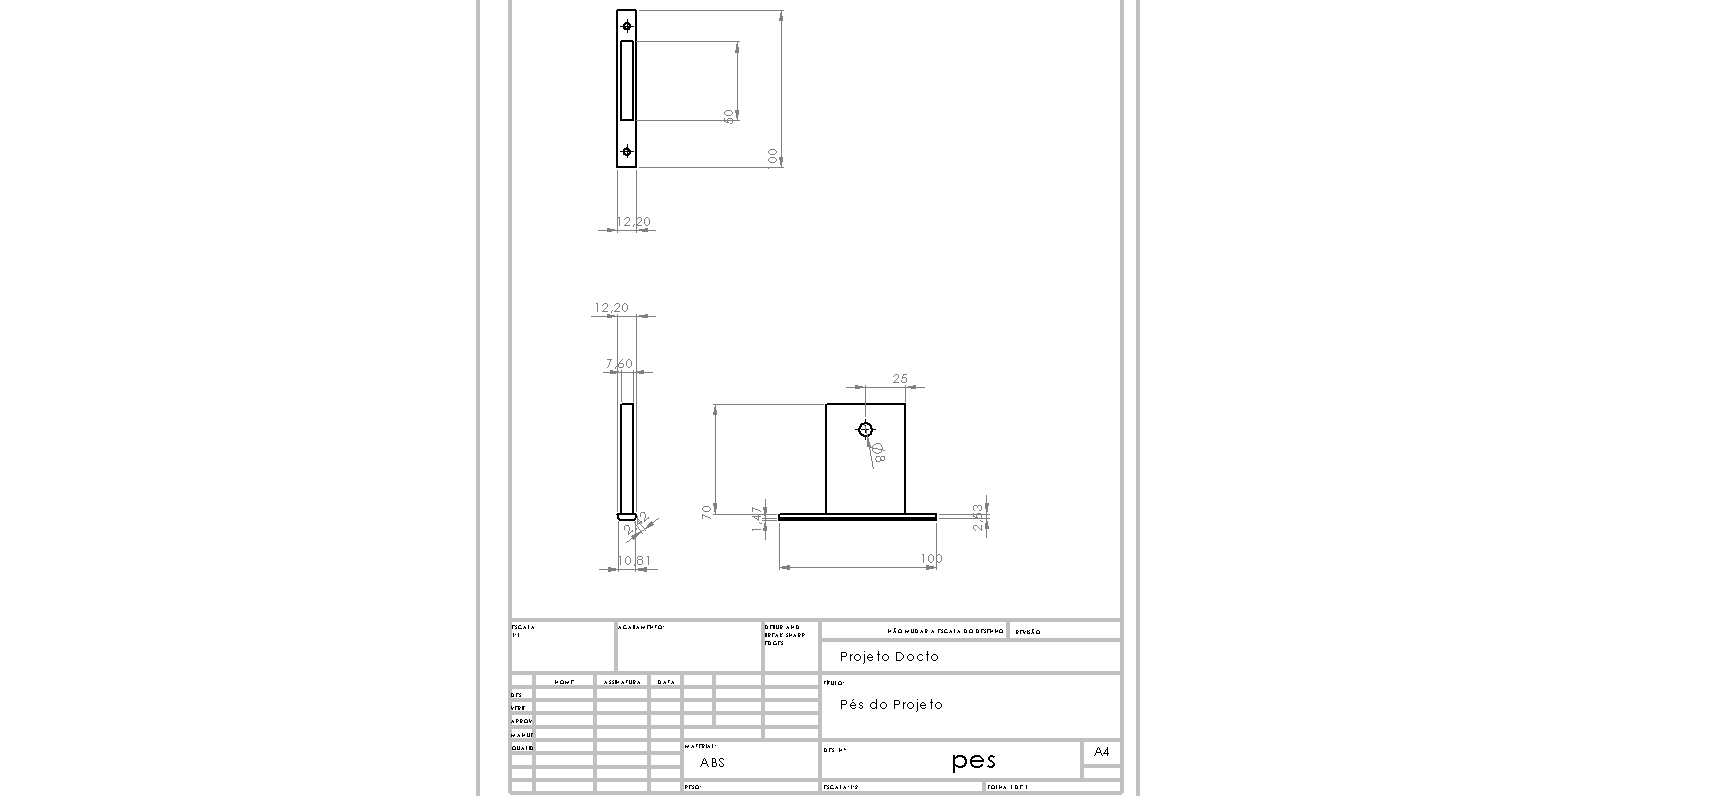 50
100
12,20
12,20
7,60
25
Ø8
70
1,47
2,53
2,42
10,81
100
ESCALA
1:1
ACABAMENTO:
DEBUR AND
BREAK SHARP
EDGES
NÃO MUDAR A ESCALA DO DESENHO
REVISÃO
Projeto Docto
NOME
ASSINATURA
DATA
TÍTULO:
DES
VERIF
APROV
MANUF
QUALID
Pés do Projeto
MATERIAL:
ABS
DES. Nº
pes
A4
PESO:
ESCALA:1:2
FOLHA 1 DE 1